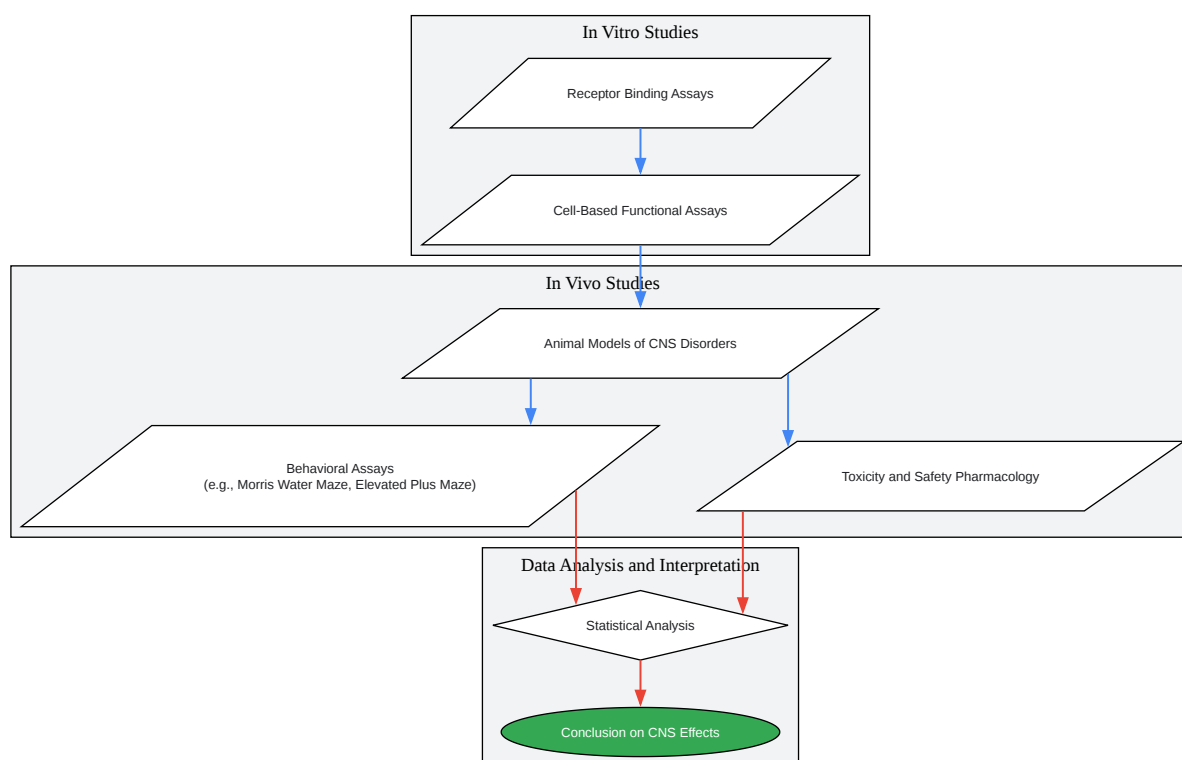 In Vitro Studies
Receptor Binding Assays
Cell-Based Functional Assays
In Vivo Studies
Animal Models of CNS Disorders
Behavioral Assays
(e.g., Morris Water Maze, Elevated Plus Maze)
Toxicity and Safety Pharmacology
Data Analysis and Interpretation
Statistical Analysis
Conclusion on CNS Effects